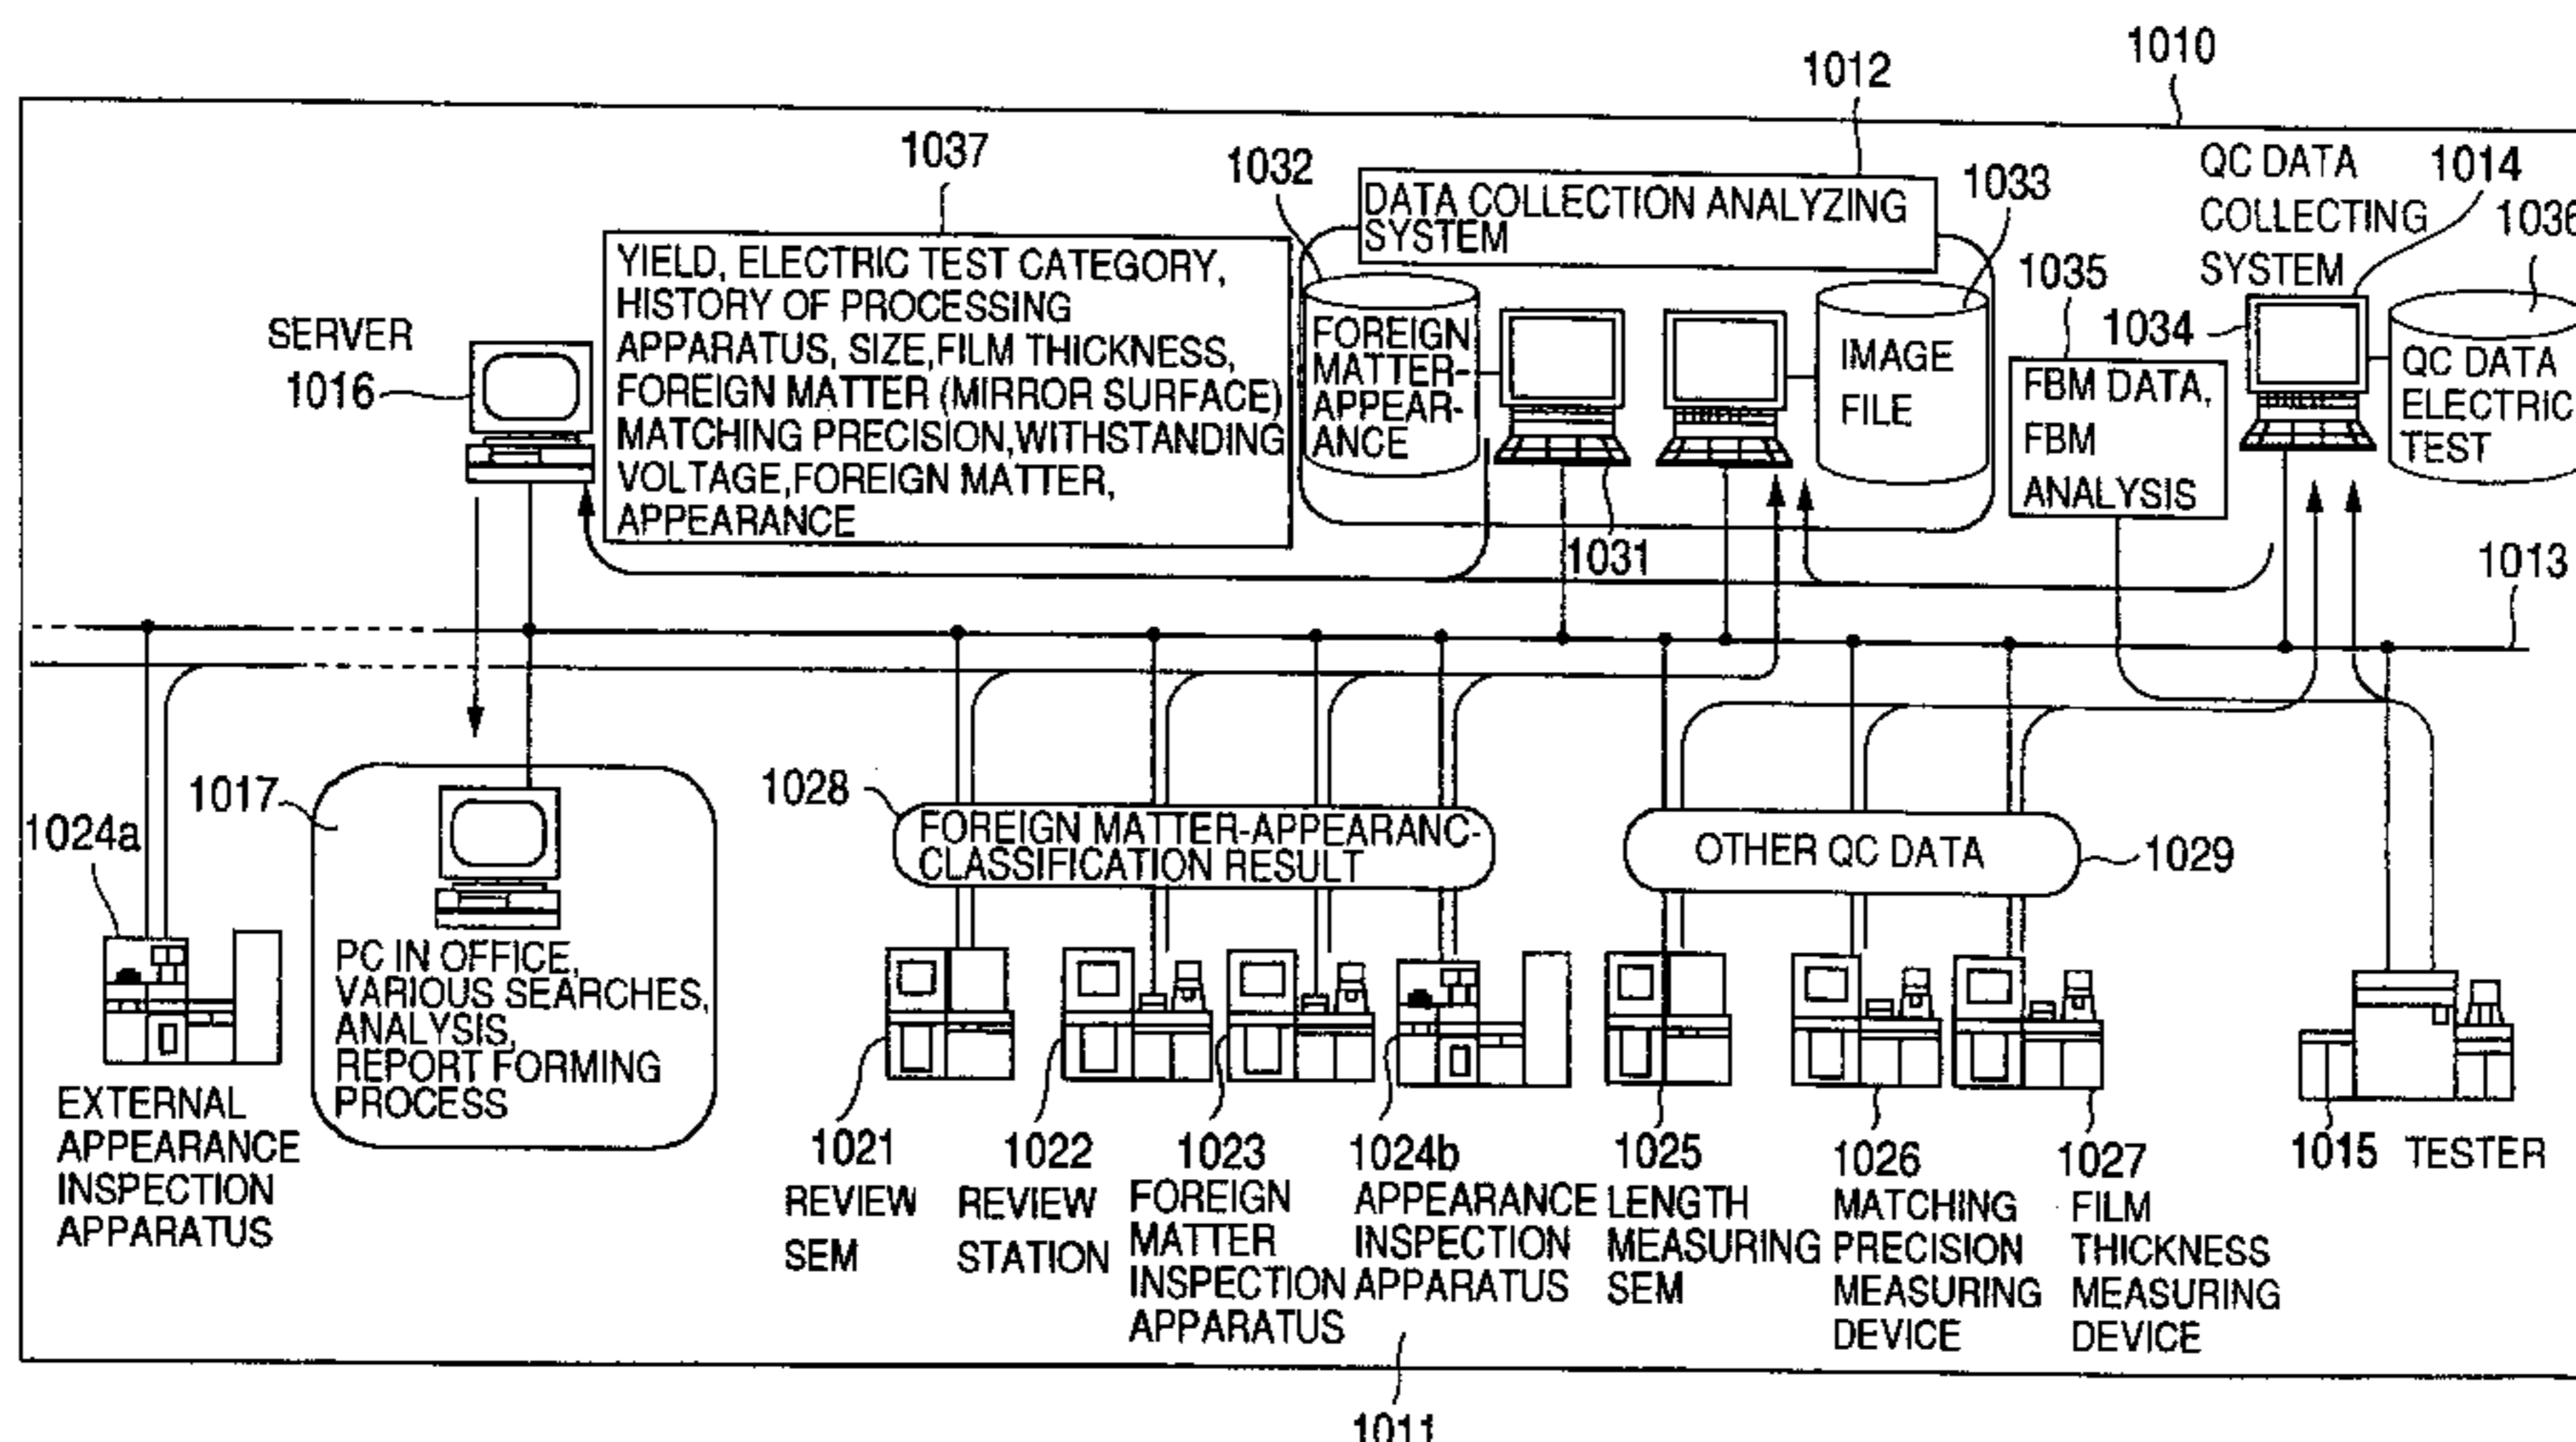 1010
1012
1037
1032
DATA COLLECTION ANALYZING
SYSTEM
1033
QC DATA
COLLECTING
SYSTEM
1014
1036
YIELD, ELECTRIC TEST CATEGORY,
HISTORY OF PROCESSING
APPARATUS, SIZE,FILM THICKNESS,
FOREIGN MATTER (MIRROR SURFACE)
MATCHING PRECISION,WITHSTANDING
VOLTAGE,FOREIGN MATTER,
APPEARANCE
SERVER
1016
FOREIGN
MATTER-
APPEAR-
ANCE
IMAGE
FILE
1035
1034
FBM DATA,
FBM
ANALYSIS
QC DATA
ELECTRIC
TEST
1031
1013
1017
1024a
1028
FOREIGN MATTER-APPEARANC-
CLASSIFICATION RESULT
OTHER QC DATA
1029
PC IN OFFICE,
VARIOUS SEARCHES,
ANALYSIS,
REPORT FORMING
PROCESS
EXTERNAL
APPEARANCE
INSPECTION
APPARATUS
1021
REVIEW
SEM
1022
REVIEW
STATION
1023
FOREIGN
MATTER
INSPECTION
APPARATUS
1024b
APPEARANCE
INSPECTION
APPARATUS
1025
LENGTH
MEASURING
SEM
1026
MATCHING
PRECISION
MEASURING
DEVICE
1027
FILM
THICKNESS
MEASURING
DEVICE
1015 TESTER
1011